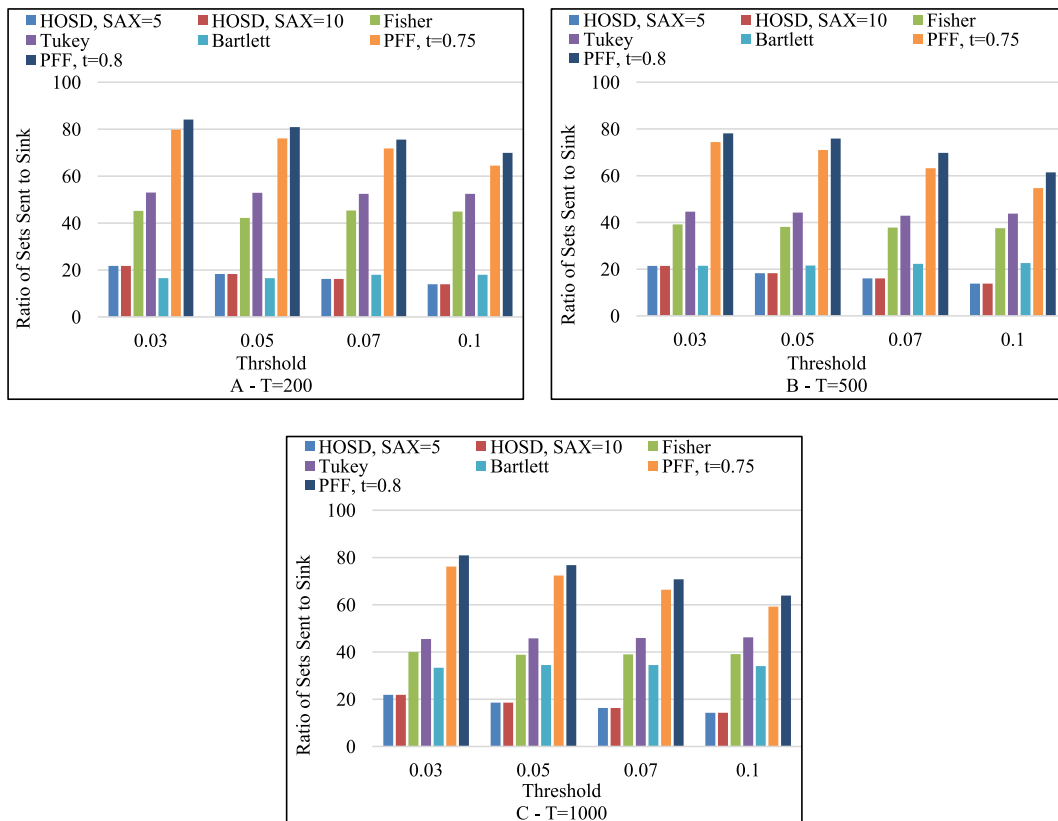 HOSD, SAX=5 HOSD, SAX=10 Fisher
Tukey Bartlett PFF, t=0.75
PFF, t=0.8
Ratio of Sets Sent to Sink
100
80
60
40
20
0
0.03 0.05 0.07 0.1
Thrshold
A - T=200
HOSD, SAX=5 HOSD, SAX=10 Fisher
Tukey Bartlett PFF, t=0.75
PFF, t=0.8
Ratio of Sets Sent to Sink
100
80
60
40
20
0
0.03 0.05 0.07 0.1
Threshold
B - T=500
HOSD, SAX=5 HOSD, SAX=10 Fisher
Tukey Bartlett PFF, t=0.75
PFF, t=0.8
Ratio of Sets Sent to Sink
100
80
60
40
20
0
0.03 0.05 0.07 0.1
Threshold
C - T=1000